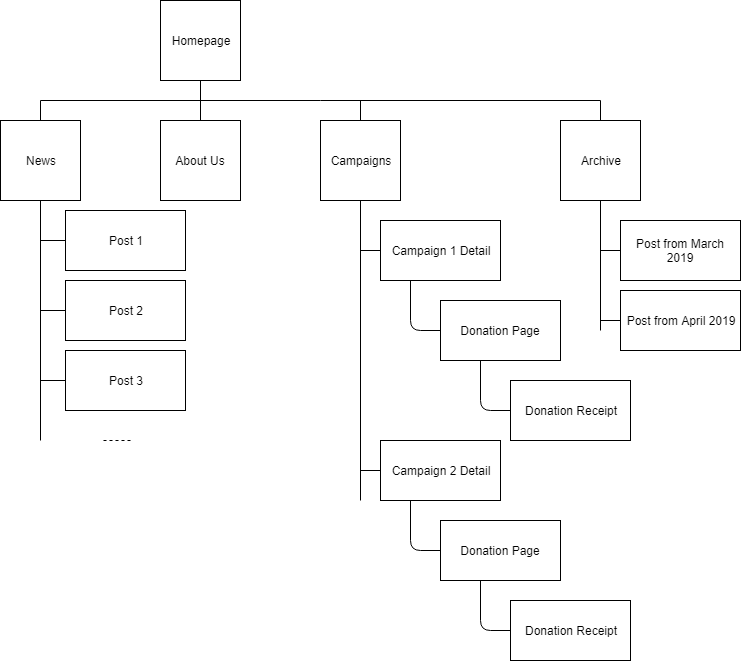 Homepage
News
About Us
Campaigns
Archive
Post 1
Post 2
Post 3
-----
Campaign 1 Detail
Donation Page
Donation Receipt
Campaign 2 Detail
Donation Page
Donation Receipt
Post from March
2019
Post from April 2019